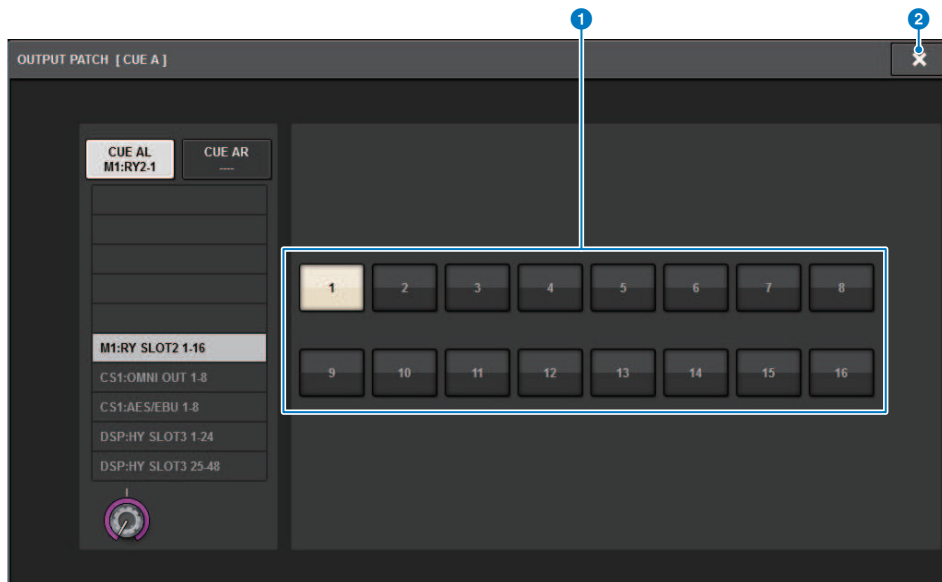 1
2
OUTPUT PATCH [ CUE A ]
CUE AL
M1:RY2-1
CUE AR
----
M1:RY SLOT2 1-16
CS1:OMNI OUT 1-8
CS1:AES/EBU 1-8
DSP:HY SLOT3 1-24
DSP:HY SLOT3 25-48
1 2 3 4 5 6 7 8
9 10 11 12 13 14 15 16